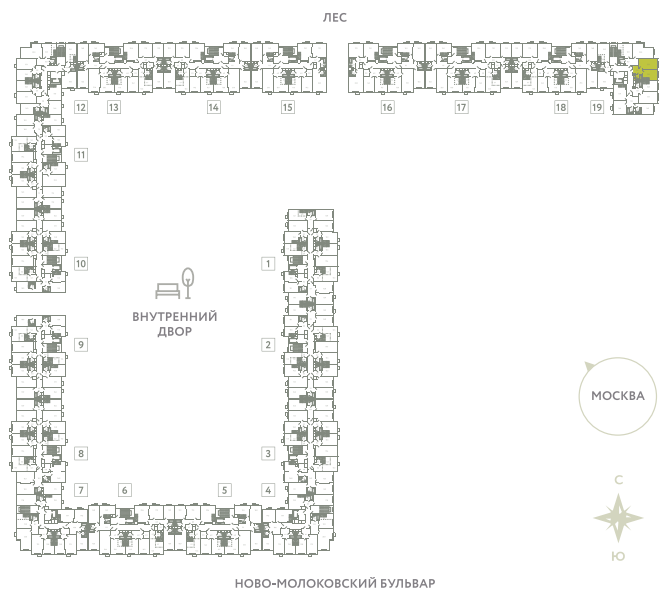 ЛЕС
12 13 14 15 16 17 18 19
11
10 1
ВНУТРЕННИЙ
ДВОР
9 2
МОСКВА
8 3
С
7 6 5 4
Ю
НОВО-МОЛОКОВСКИЙ БУЛЬВАР